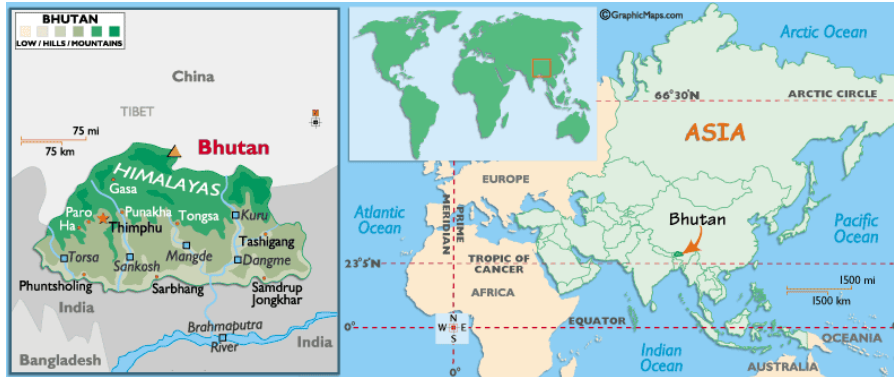 BHUTAN
LOW / HILLS / MOUNTAINS
China
TIBET
75 mi
75 km
Bhutan
HIMALAYAS
Gasa
Paro
Ha
Punakha
Thimphu
Tongsa
Kuru
Tashigang
Torsa
Sankosh
Mangde
Dangme
Phuntsholing
Sarbhang
Samdrup
Jongkhar
India
Brahmaputra
River
India
Bangladesh
©GraphicMaps.com
Arctic Ocean
66°30'N
ARCTIC CIRCLE
ASIA
EUROPE
Atlantic
Ocean
PRIME
MERIDIAN
Bhutan
Pacific
Ocean
23°5'N
TROPIC OF
CANCER
AFRICA
1500 mi
1500 km
0°
N
W E
S
EQUATOR
OCEANIA
Indian
Ocean
AUSTRALIA
0°